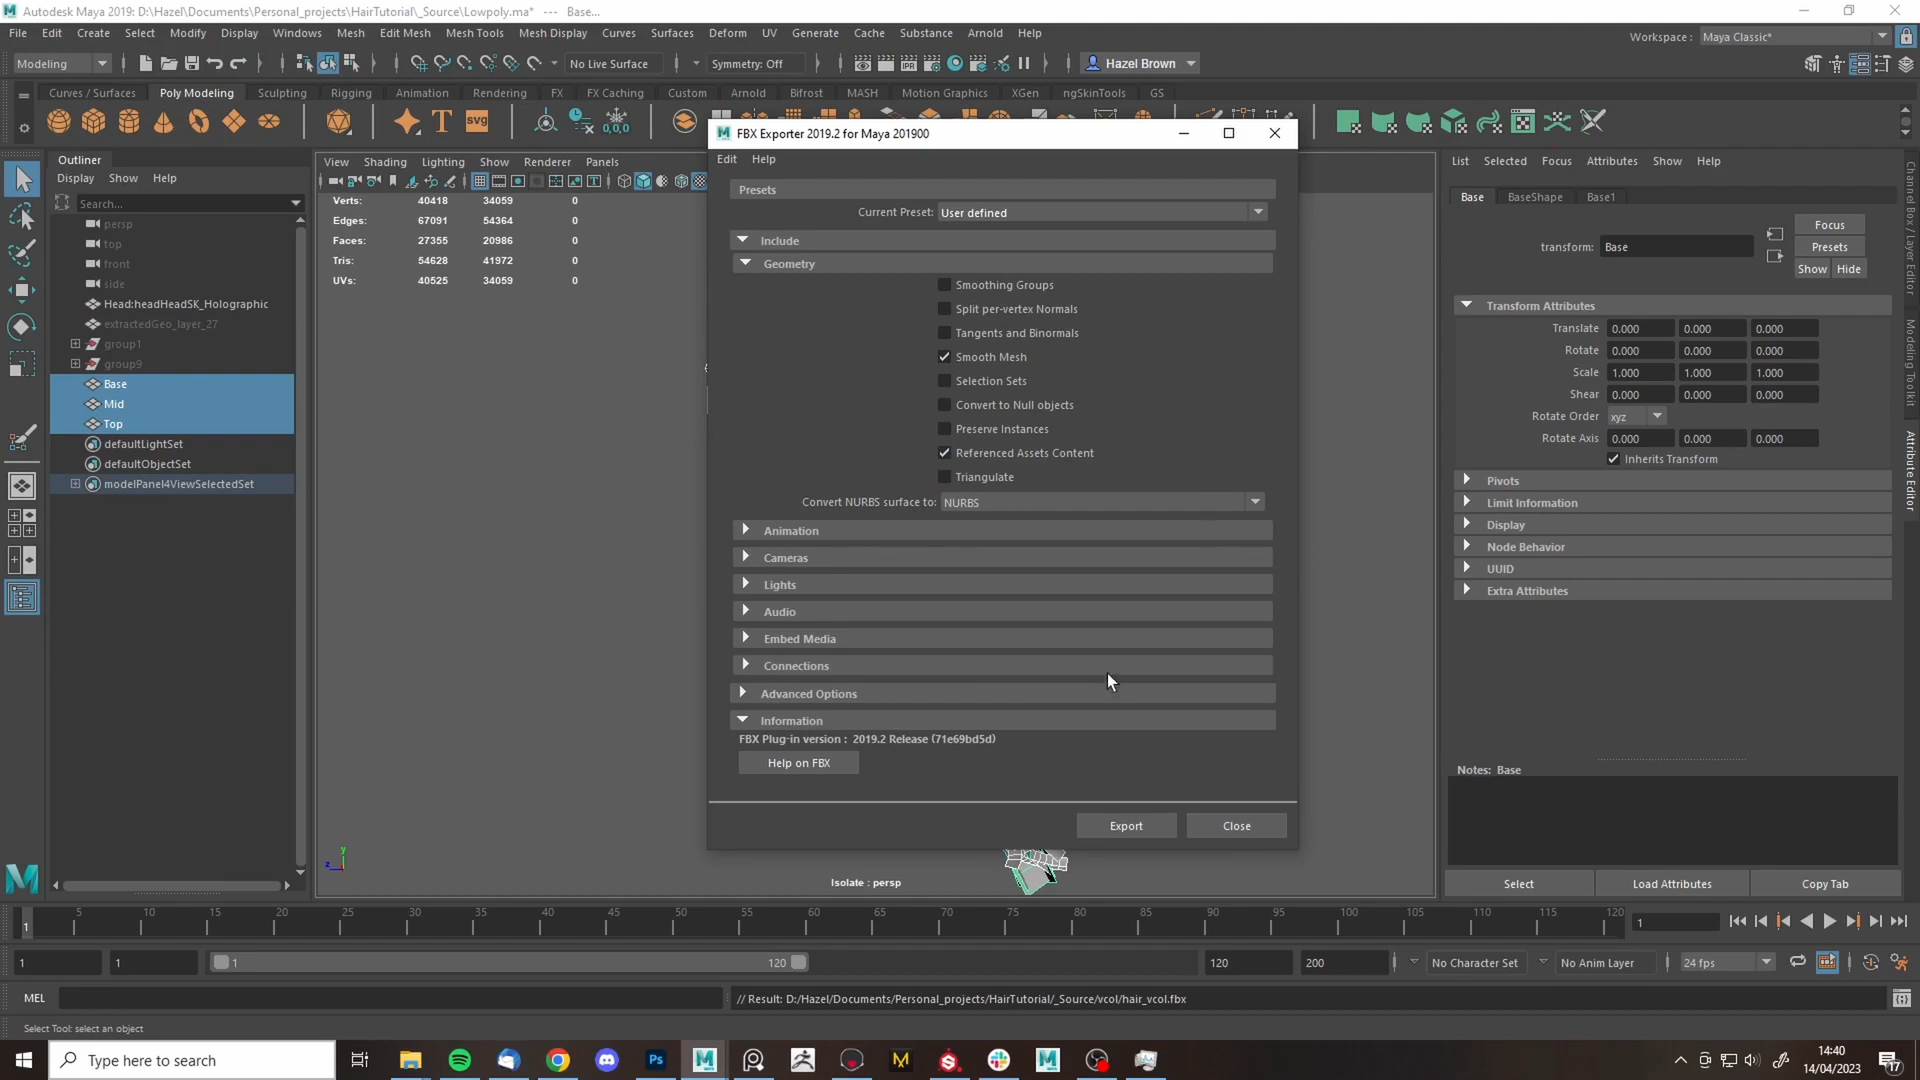 Autodesk Maya 2019: D:\Hazel\Documents\Personal_projects\HairTutorial\_Source\Lowpoly.ma* --- Base...
File Edit Create Select Modify Display Windows Mesh Edit Mesh Mesh Tools Mesh Display Curves Surfaces Deform UV Generate Cache Substance Arnold Help
Workspace : Maya Classic*
Modeling No Live Surface Symmetry: Off Hazel Brown
Curves / Surfaces Poly Modeling Sculpting Rigging Animation Rendering FX FX Caching Custom Arnold Bifrost MASH Motion Graphics XGen ngSkinTools GS
Outliner
Display Show Help
Search...
persp
top
front
side
Head:headHeadSK_Holographic
extractedGeo_layer_27
group1
group9
Base
Mid
Top
defaultLightSet
defaultObjectSet
modelPanel4ViewSelectedSet
View Shading Lighting Show Renderer Panels
Verts: 40418 34059 0
Edges: 67091 54364 0
Faces: 27355 20986 0
Tris: 54628 41972 0
UVs: 40525 34059 0
Isolate : persp
FBX Exporter 2019.2 for Maya 201900
Edit Help
Presets
Current Preset: User defined
Include
Geometry
Smoothing Groups
Split per-vertex Normals
Tangents and Binormals
Smooth Mesh
Selection Sets
Convert to Null objects
Preserve Instances
Referenced Assets Content
Triangulate
Convert NURBS surface to: NURBS
Animation
Cameras
Lights
Audio
Embed Media
Connections
Advanced Options
Information
FBX Plug-in version : 2019.2 Release (71e69bd5d)
Help on FBX
Export Close
List Selected Focus Attributes Show Help
Base BaseShape Base1
transform: Base
Focus
Presets
Show Hide
Transform Attributes
Translate 0.000 0.000 0.000
Rotate 0.000 0.000 0.000
Scale 1.000 1.000 1.000
Shear 0.000 0.000 0.000
Rotate Order xyz
Rotate Axis 0.000 0.000 0.000
Inherits Transform
Pivots
Limit Information
Display
Node Behavior
UUID
Extra Attributes
Notes: Base
Select Load Attributes Copy Tab
Channel Box / Layer Editor
Modeling Toolkit
Attribute Editor
5 10 15 20 25 30 35 40 45 50 55 60 65 70 75 80 85 90 95 100 105 110 115 120
1
1
1 1 1 120 120 200 No Character Set No Anim Layer 24 fps
MEL // Result: D:/Hazel/Documents/Personal_projects/HairTutorial/_Source/vcol/hair_vcol.fbx
Select Tool: select an object
Type here to search
14:40
14/04/2023
17